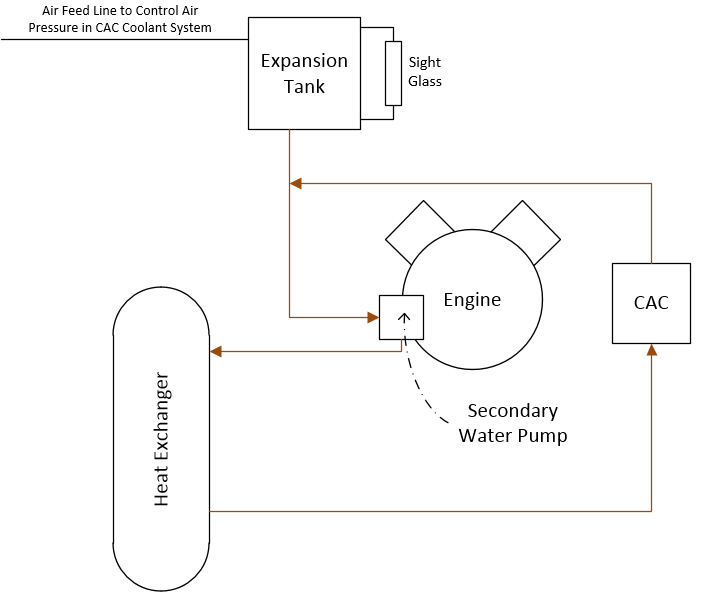 Air Feed Line to Control Air
Pressure in CAC Coolant System
Expansion
Tank
Sight
Glass
Engine
CAC
Heat Exchanger
Secondary
Water Pump